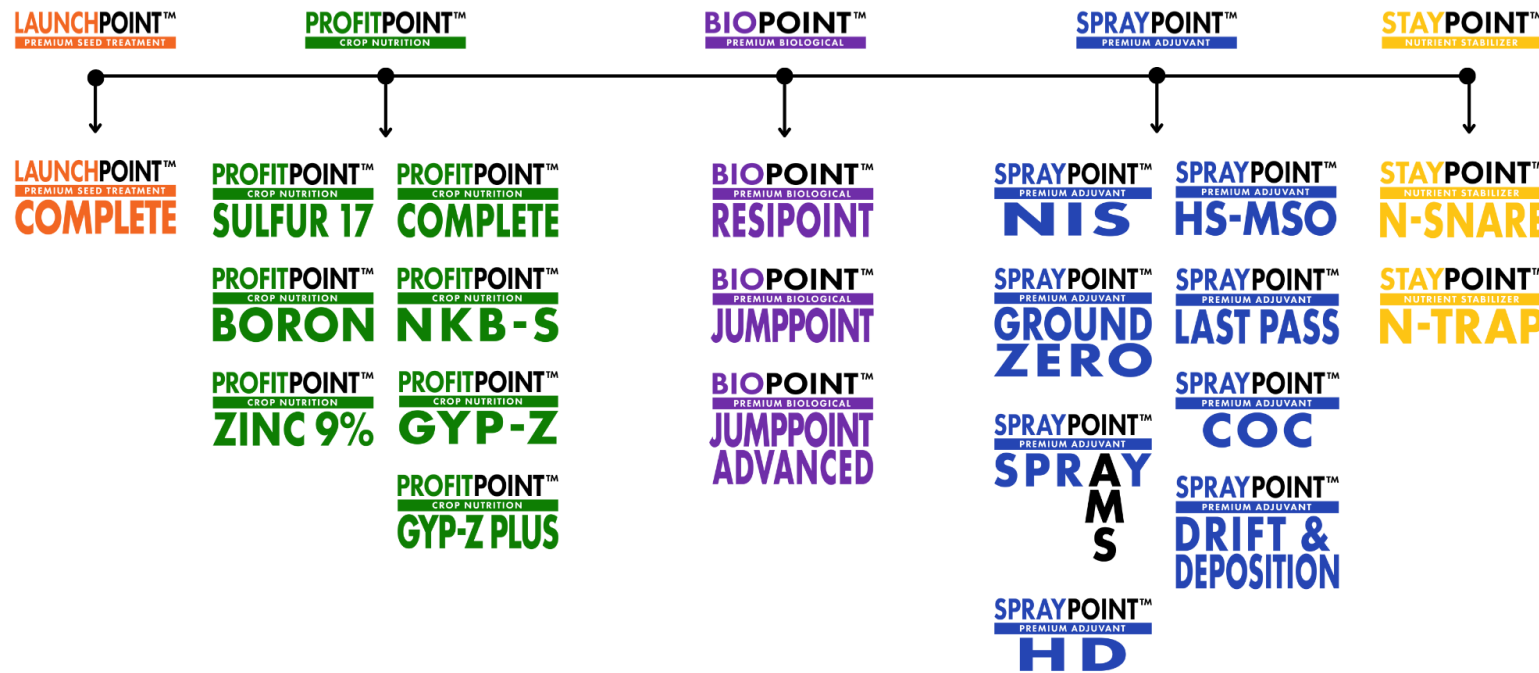 LAUNCHPOINT™
PREMIUM SEED TREATMENT
PROFITPOINT™
CROP NUTRITION
BIOPOINT™
PREMIUM BIOLOGICAL
SPRAYPOINT™
PREMIUM ADJUVANT
STAYPOINT™
NUTRIENT STABILIZER
LAUNCHPOINT™
PREMIUM SEED TREATMENT
COMPLETE
PROFITPOINT™
CROP NUTRITION
SULFUR 17
PROFITPOINT™
CROP NUTRITION
BORON
PROFITPOINT™
CROP NUTRITION
ZINC 9%
PROFITPOINT™
CROP NUTRITION
COMPLETE
PROFITPOINT™
CROP NUTRITION
NKB-S
PROFITPOINT™
CROP NUTRITION
GYP-Z
PROFITPOINT™
CROP NUTRITION
GYP-Z PLUS
BIOPOINT™
PREMIUM BIOLOGICAL
RESIPOINT
BIOPOINT™
PREMIUM BIOLOGICAL
JUMPPOINT
BIOPOINT™
PREMIUM BIOLOGICAL
JUMPPOINT
ADVANCED
SPRAYPOINT™
PREMIUM ADJUVANT
NIS
SPRAYPOINT™
PREMIUM ADJUVANT
GROUND
ZERO
SPRAYPOINT™
PREMIUM ADJUVANT
SPRAY
M
S
SPRAYPOINT™
PREMIUM ADJUVANT
HD
SPRAYPOINT™
PREMIUM ADJUVANT
HS-MSO
SPRAYPOINT™
PREMIUM ADJUVANT
LAST PASS
SPRAYPOINT™
PREMIUM ADJUVANT
COC
SPRAYPOINT™
PREMIUM ADJUVANT
DRIFT &
DEPOSITION
STAYPOINT™
NUTRIENT STABILIZER
N-SNARE
STAYPOINT™
NUTRIENT STABILIZER
N-TRAP